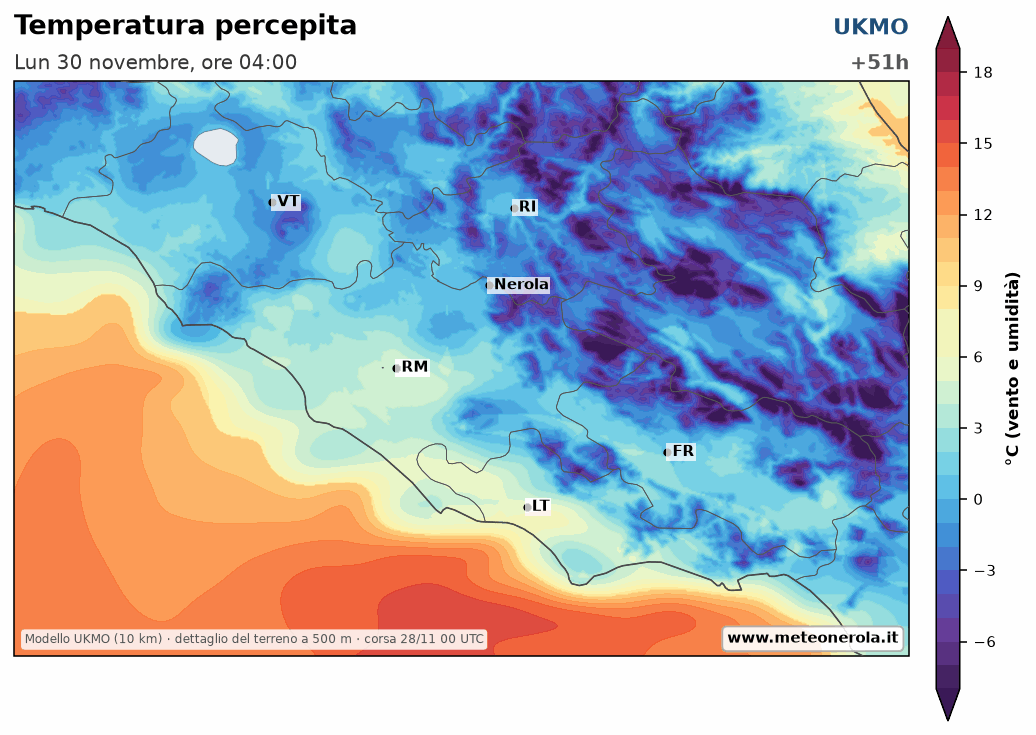 Temperatura percepita
UKMO
Lun 30 novembre, ore 04:00
+51h
VT
RI
Nerola
RM
FR
LT
Modello UKMO (10 km) · dettaglio del terreno a 500 m · corsa 28/11 00 UTC
www.meteonerola.it
18
15
12
9
6
3
0
−3
−6
°C (vento e umidità)